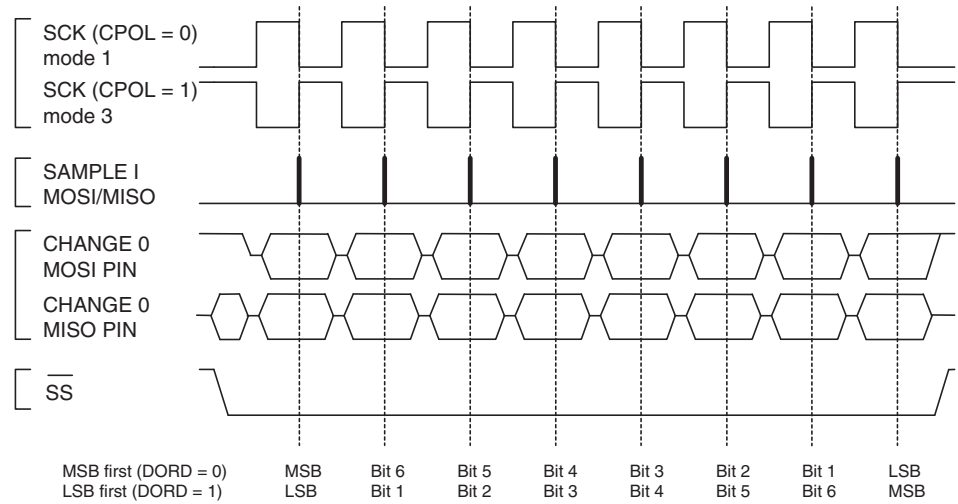 SCK (CPOL = 0)
mode 1
SCK (CPOL = 1)
mode 3
SAMPLE I
MOSI/MISO
CHANGE 0
MOSI PIN
CHANGE 0
MISO PIN
SS
MSB first (DORD = 0) MSB Bit 6 Bit 5 Bit 4 Bit 3 Bit 2 Bit 1 LSB
LSB first (DORD = 1) LSB Bit 1 Bit 2 Bit 3 Bit 4 Bit 5 Bit 6 MSB